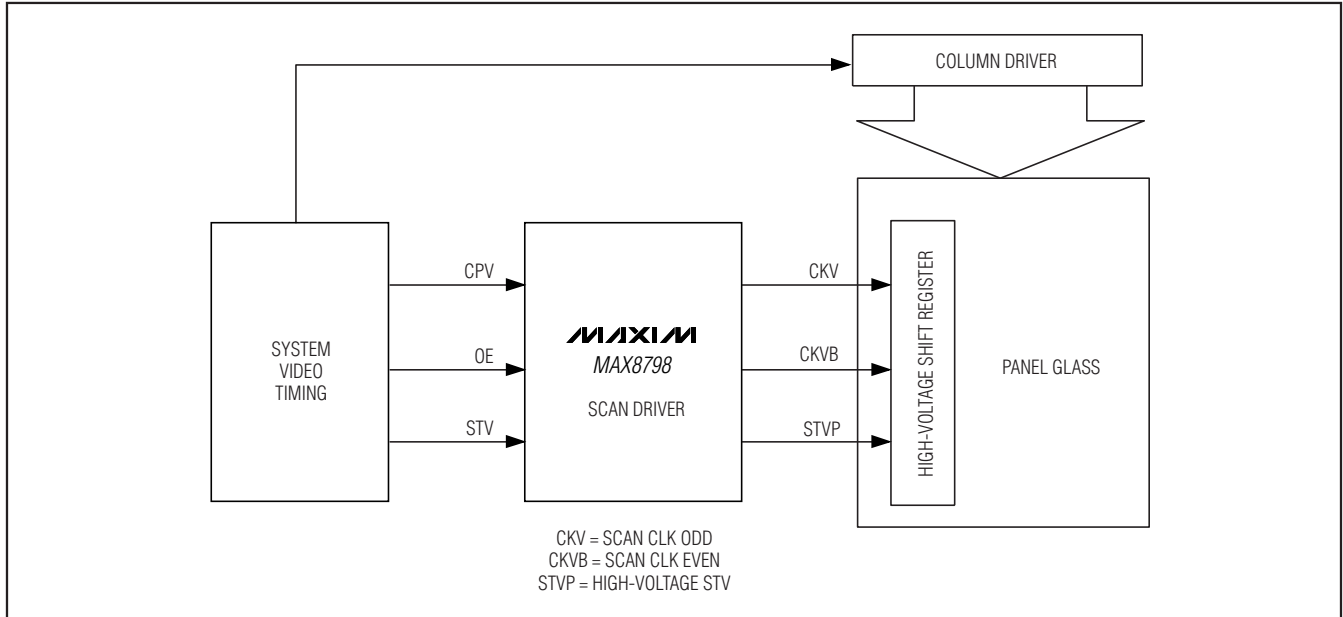 COLUMN DRIVER
SYSTEM
VIDEO
TIMING
CPV
OE
STV
MAXIM
MAX8798
SCAN DRIVER
CKV
CKVB
STVP
HIGH-VOLTAGE SHIFT REGISTER
PANEL GLASS
CKV = SCAN CLK ODD
CKVB = SCAN CLK EVEN
STVP = HIGH-VOLTAGE STV